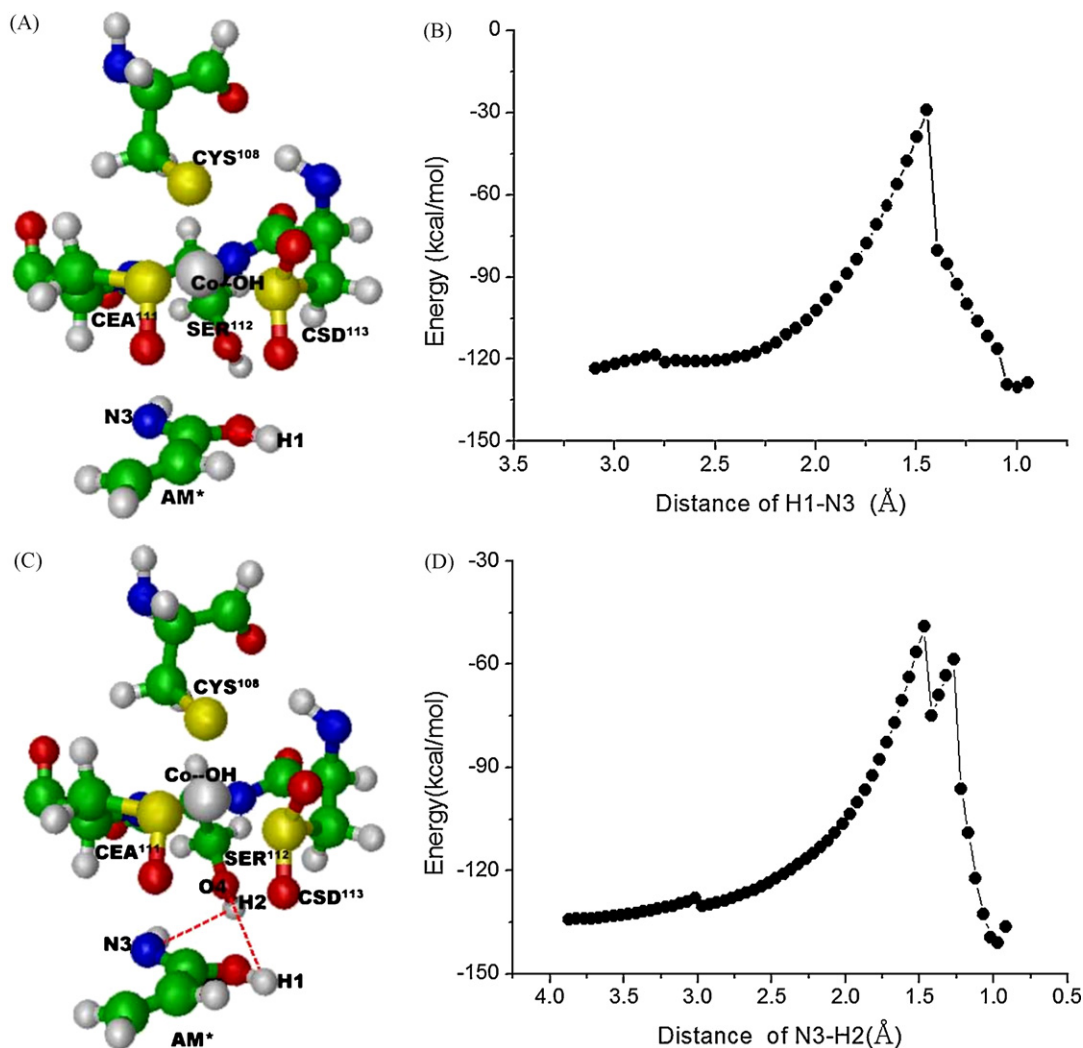 (A)
CYS108
Co--OH
CEA111
SER112
CSD113
N3
H1
AM*
(B)
0
-30
-60
-90
-120
-150
Energy (kcal/mol)
3.5 3.0 2.5 2.0 1.5 1.0
Distance of H1-N3 (Å)
(C)
CYS108
Co--OH
CEA111
SER112
O4
H2
CSD113
N3
H1
AM*
(D)
-30
-60
-90
-120
-150
Energy(kcal/mol)
4.0 3.5 3.0 2.5 2.0 1.5 1.0 0.5
Distance of N3-H2(Å)